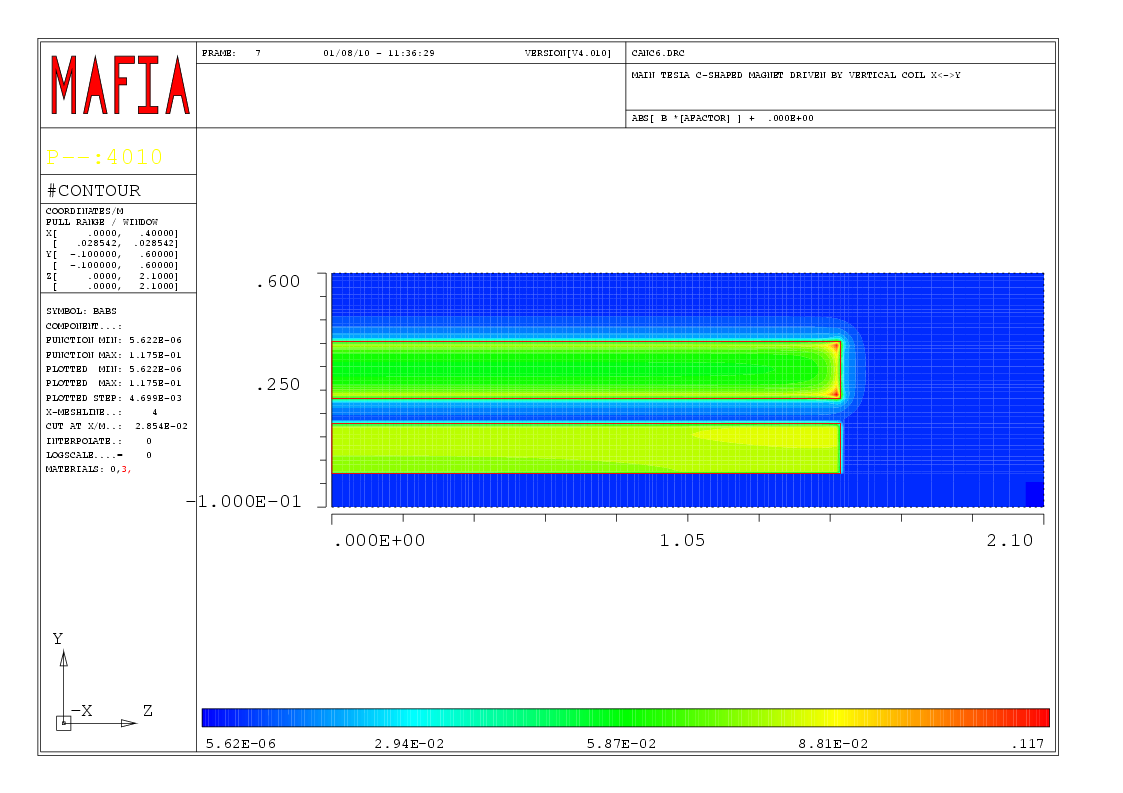 MAFIA
FRAME: 7 01/08/10 - 11:36:29 VERSION[V4.010] CANC6.DRC
MAIN TESLA C-SHAPED MAGNET DRIVEN BY VERTICAL COIL X<->Y
ABS[ B *[AFACTOR] ] + .000E+00
P--:4010
#CONTOUR
COORDINATES/M
FULL RANGE / WINDOW
X[ .0000, .40000]
[ .028542, .028542]
Y[ -.100000, .60000]
[ -.100000, .60000]
Z[ .0000, 2.1000]
[ .0000, 2.1000]
SYMBOL: BABS
COMPONENT...:
FUNCTION MIN: 5.622E-06
FUNCTION MAX: 1.175E-01
PLOTTED MIN: 5.622E-06
PLOTTED MAX: 1.175E-01
PLOTTED STEP: 4.699E-03
X-MESHLINE..: 4
CUT AT X/M..: 2.854E-02
INTERPOLATE.: 0
LOGSCALE....= 0
MATERIALS: 0,3,
.600
.250
-1.000E-01
.000E+00 1.05 2.10
Y
-X Z
5.62E-06 2.94E-02 5.87E-02 8.81E-02 .117